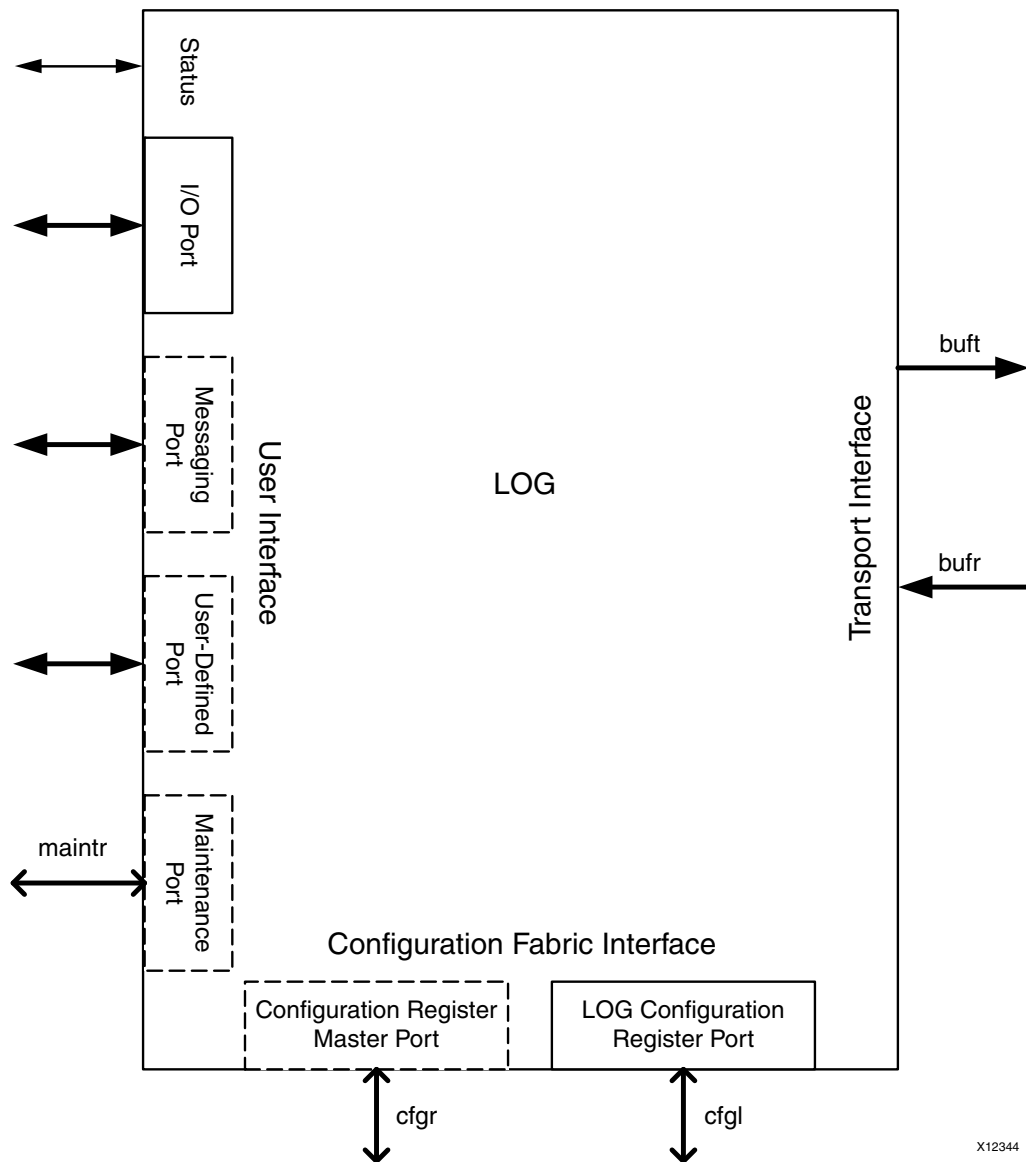 Status
I/O Port
Messaging
Port
User-Defined
Port
Maintenance
Port
maintr
User Interface
LOG
Transport Interface
buft
bufr
Configuration Fabric Interface
Configuration Register
Master Port
LOG Configuration
Register Port
cfgr
cfgl
X12344